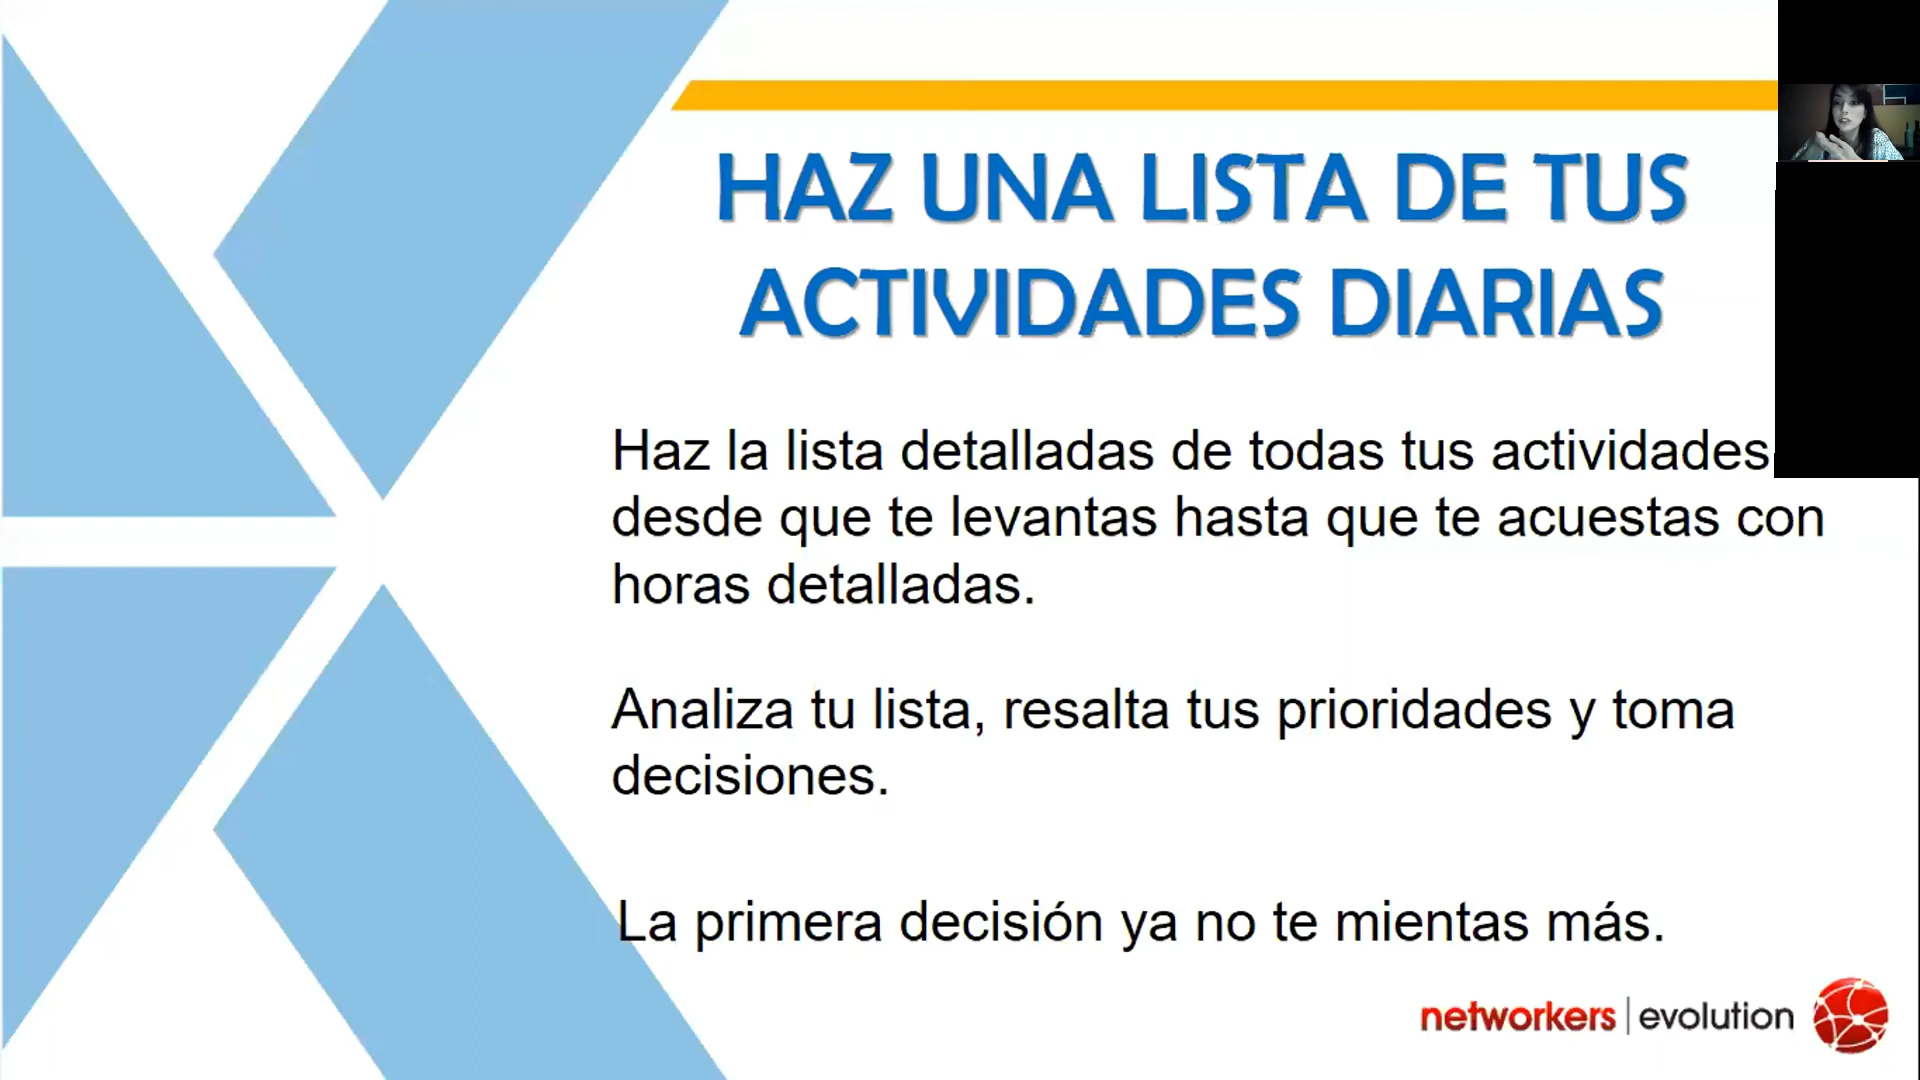 HAZ UNA LISTA DE TUS
ACTIVIDADES DIARIAS
Haz la lista detalladas de todas tus actividades
desde que te levantas hasta que te acuestas con
horas detalladas.
Analiza tu lista, resalta tus prioridades y toma
decisiones.
La primera decisión ya no te mientas más.
networkers | evolution